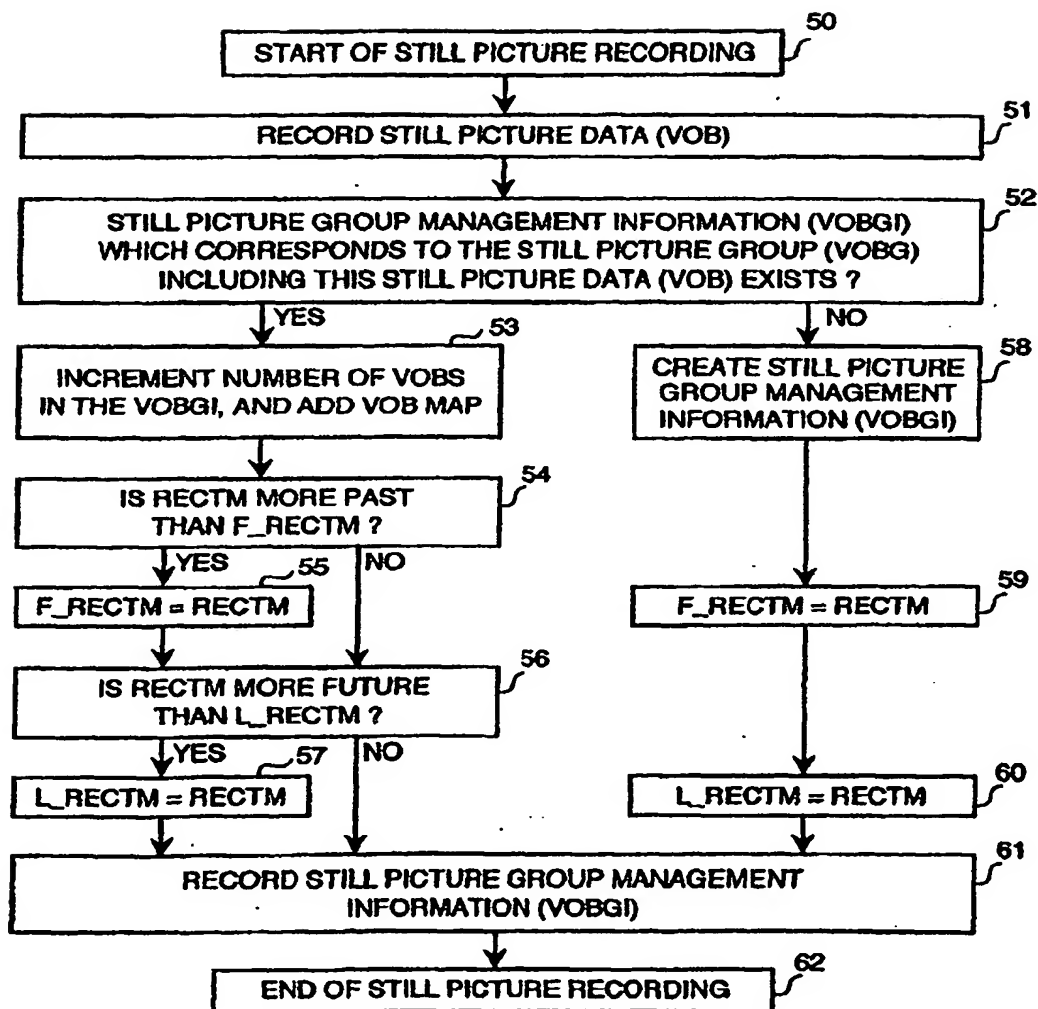 50
START OF STILL PICTURE RECORDING
51
RECORD STILL PICTURE DATA (VOB)
52
STILL PICTURE GROUP MANAGEMENT INFORMATION (VOBGI)
WHICH CORRESPONDS TO THE STILL PICTURE GROUP (VOBG)
INCLUDING THIS STILL PICTURE DATA (VOB) EXISTS ?
YES
NO
53
INCREMENT NUMBER OF VOBS
IN THE VOBGI, AND ADD VOB MAP
58
CREATE STILL PICTURE
GROUP MANAGEMENT
INFORMATION (VOBGI)
54
IS RECTM MORE PAST
THAN F_RECTM ?
YES
NO
55
F_RECTM = RECTM
59
F_RECTM = RECTM
56
IS RECTM MORE FUTURE
THAN L_RECTM ?
YES
NO
57
L_RECTM = RECTM
60
L_RECTM = RECTM
61
RECORD STILL PICTURE GROUP MANAGEMENT
INFORMATION (VOBGI)
62
END OF STILL PICTURE RECORDING